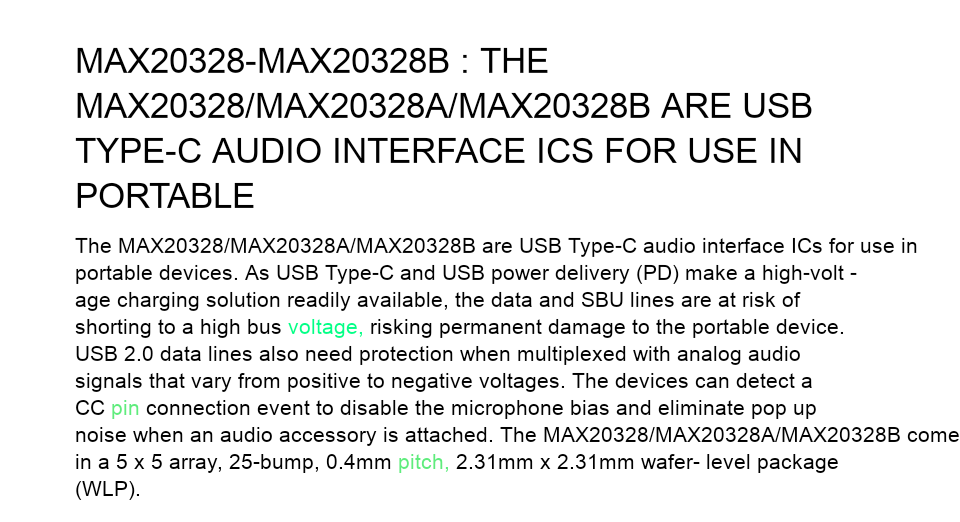 MAX20328-MAX20328B : THE
MAX20328/MAX20328A/MAX20328B ARE USB
TYPE-C AUDIO INTERFACE ICS FOR USE IN
PORTABLE
The MAX20328/MAX20328A/MAX20328B are USB Type-C audio interface ICs for use in
portable devices. As USB Type-C and USB power delivery (PD) make a high-volt -
age charging solution readily available, the data and SBU lines are at risk of
shorting to a high bus voltage, risking permanent damage to the portable device.
USB 2.0 data lines also need protection when multiplexed with analog audio
signals that vary from positive to negative voltages. The devices can detect a
CC pin connection event to disable the microphone bias and eliminate pop up
noise when an audio accessory is attached. The MAX20328/MAX20328A/MAX20328B come
in a 5 x 5 array, 25-bump, 0.4mm pitch, 2.31mm x 2.31mm wafer- level package
(WLP).